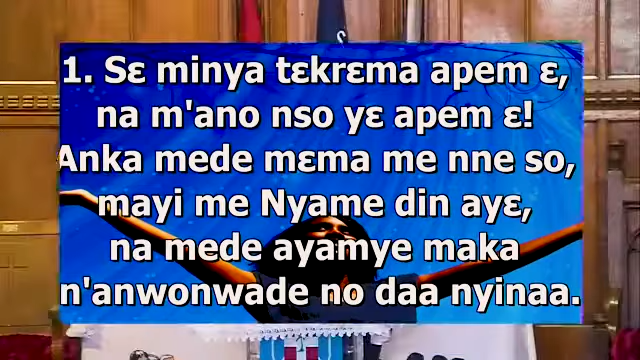 1. Sɛ minya tɛkrɛma apem ɛ,
na m'ano nso yɛ apem ɛ!
Anka mede mɛma me nne so,
mayi me Nyame din ayɛ,
na mede ayamye maka
n'anwonwade no daa nyinaa.